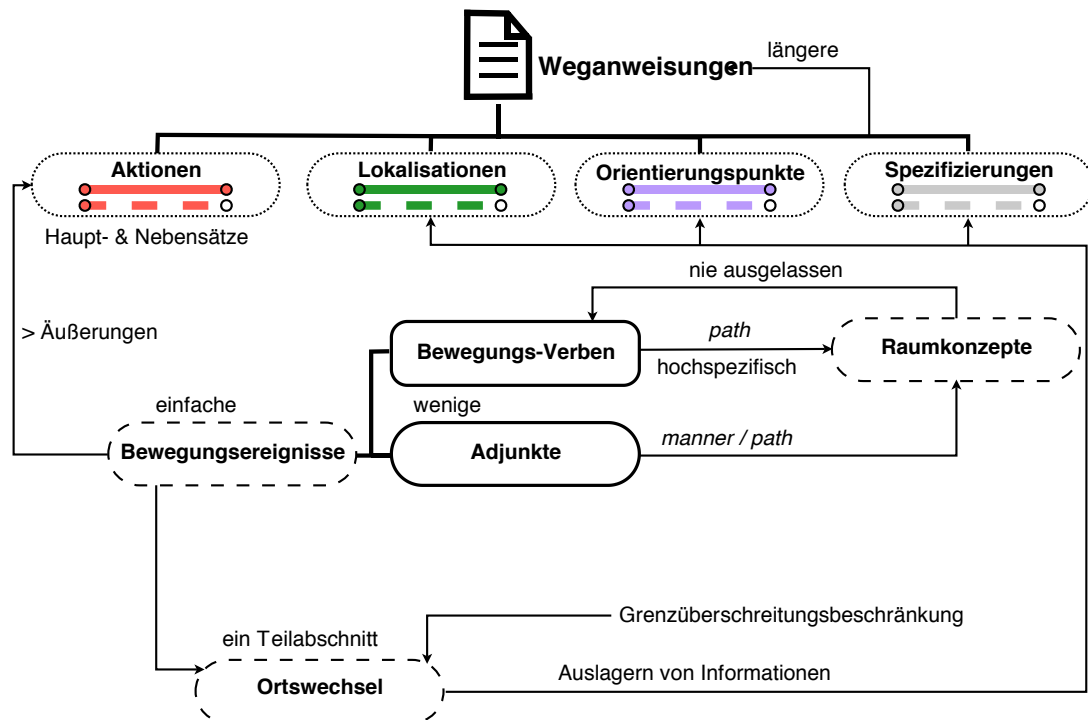 längere
Weganweisungen
Aktionen
Lokalisationen
Orientierungspunkte
Spezifizierungen
Haupt- & Nebensätze
nie ausgelassen
> Äußerungen
Bewegungs-Verben
path
hochspezifisch
Raumkonzepte
einfache
wenige
Bewegungsereignisse
Adjunkte
manner / path
Grenzüberschreitungsbeschränkung
ein Teilabschnitt
Auslagern von Informationen
Ortswechsel